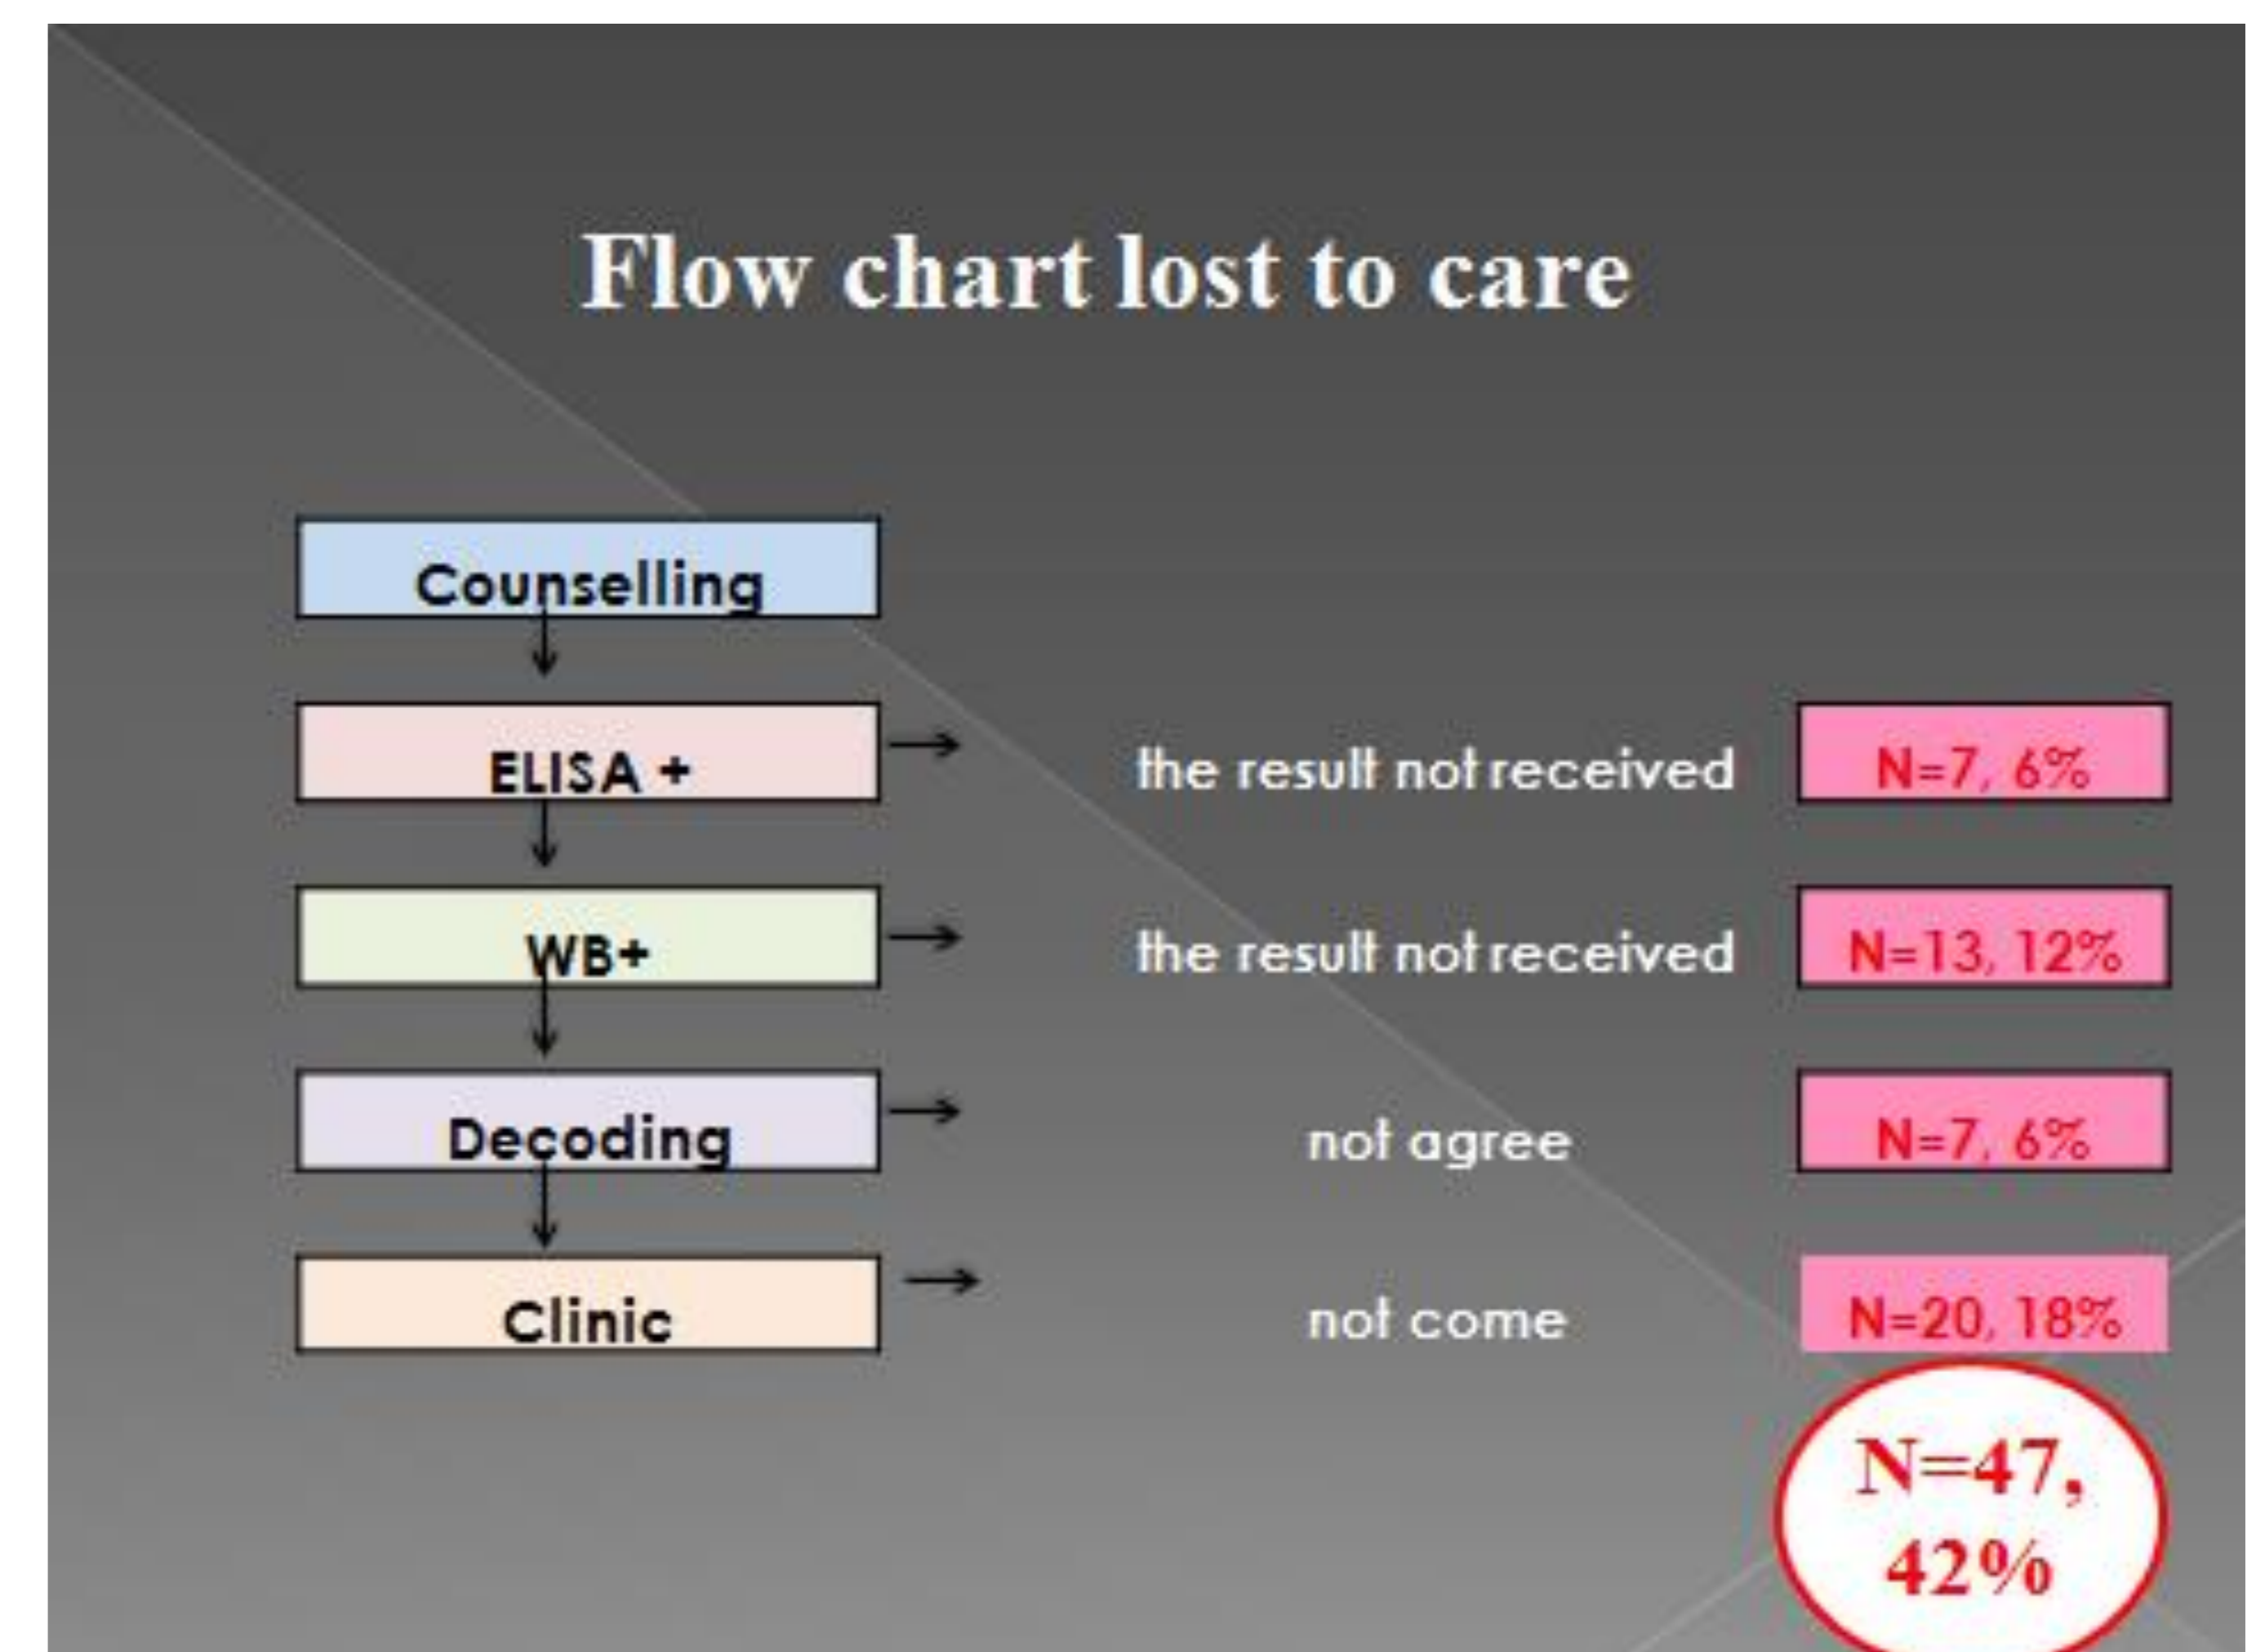 Flow chart lost to care
Counselling
ELISA +
the result not received
N=7, 6%
WB+
the result not received
N=13, 12%
Decoding
not agree
N=7, 6%
Clinic
not come
N=20, 18%
N=47,
42%